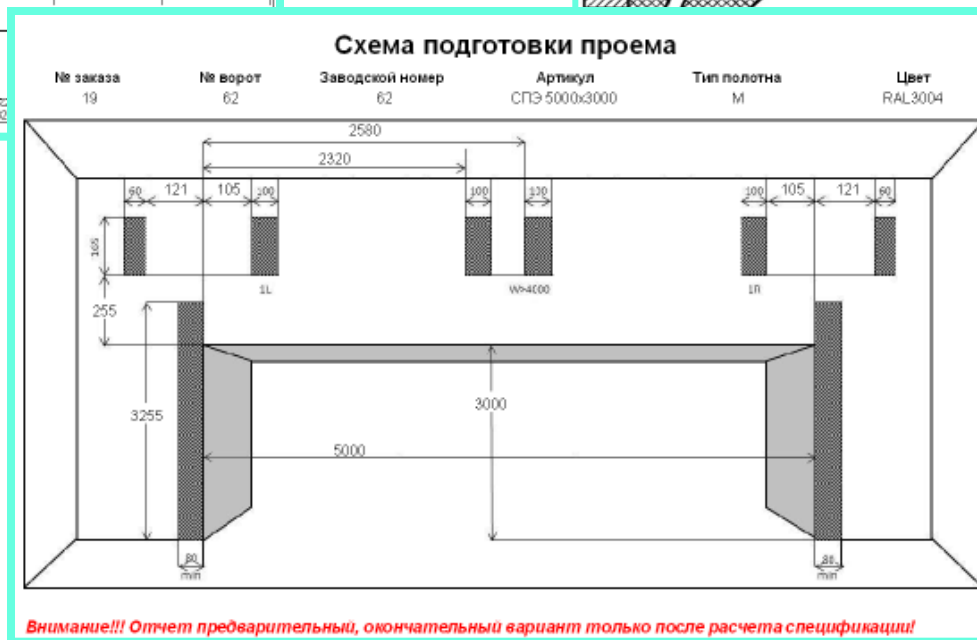 Схема подготовки проема
№ заказа № ворот Заводской номер Артикул Тип полотна Цвет
19 62 62 СПЭ 5000x3000 М RAL3004
2580
2320
60 121 105 100 100 130 100 105 121 60
165
1L W>4000 1R
255
3255
3000
5000
80 min
80 min
Внимание!!! Отчет предварительный, окончательный вариант только после расчета спецификации!